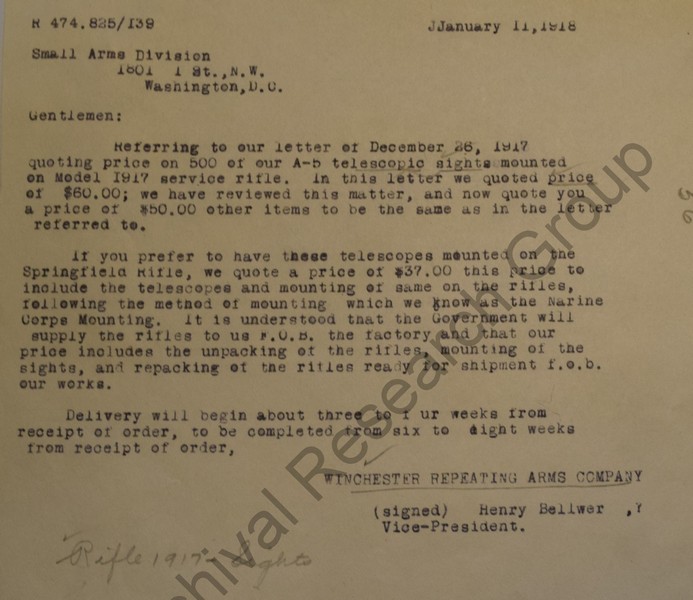 R 474.825/139
JJanuary 11,1918
Small Arms Division
1801 I St.,N.W.
Washington,D.C.
Gentlemen:
Referring to our letter of December 26, 1917
quoting price on 500 of our A-5 telescopic sights mounted
on Model 1917 service rifle. In this letter we quoted price
of $60.00; we have reviewed this matter, and now quote you
a price of $50.00 other items to be the same as in the letter
referred to.
If you prefer to have these telescopes mounted on the
Springfield Rifle, we quote a price of $37.00 this price to
include the telescopes and mounting of same on the rifles,
following the method of mounting which we know as the Marine
Corps Mounting. It is understood that the Government will
supply the rifles to us F.O.B. the factory and that our
price includes the unpacking of the rifles, mounting of the
sights, and repacking of the rifles ready for shipment f.o.b.
our works.
Delivery will begin about three to f ur weeks from
receipt of order, to be completed from six to eight weeks
from receipt of order,
WINCHESTER REPEATING ARMS COMPANY
(signed) Henry Bellwer ,Y
Vice-President.
Rifle 1917- Sights
chival Research Group